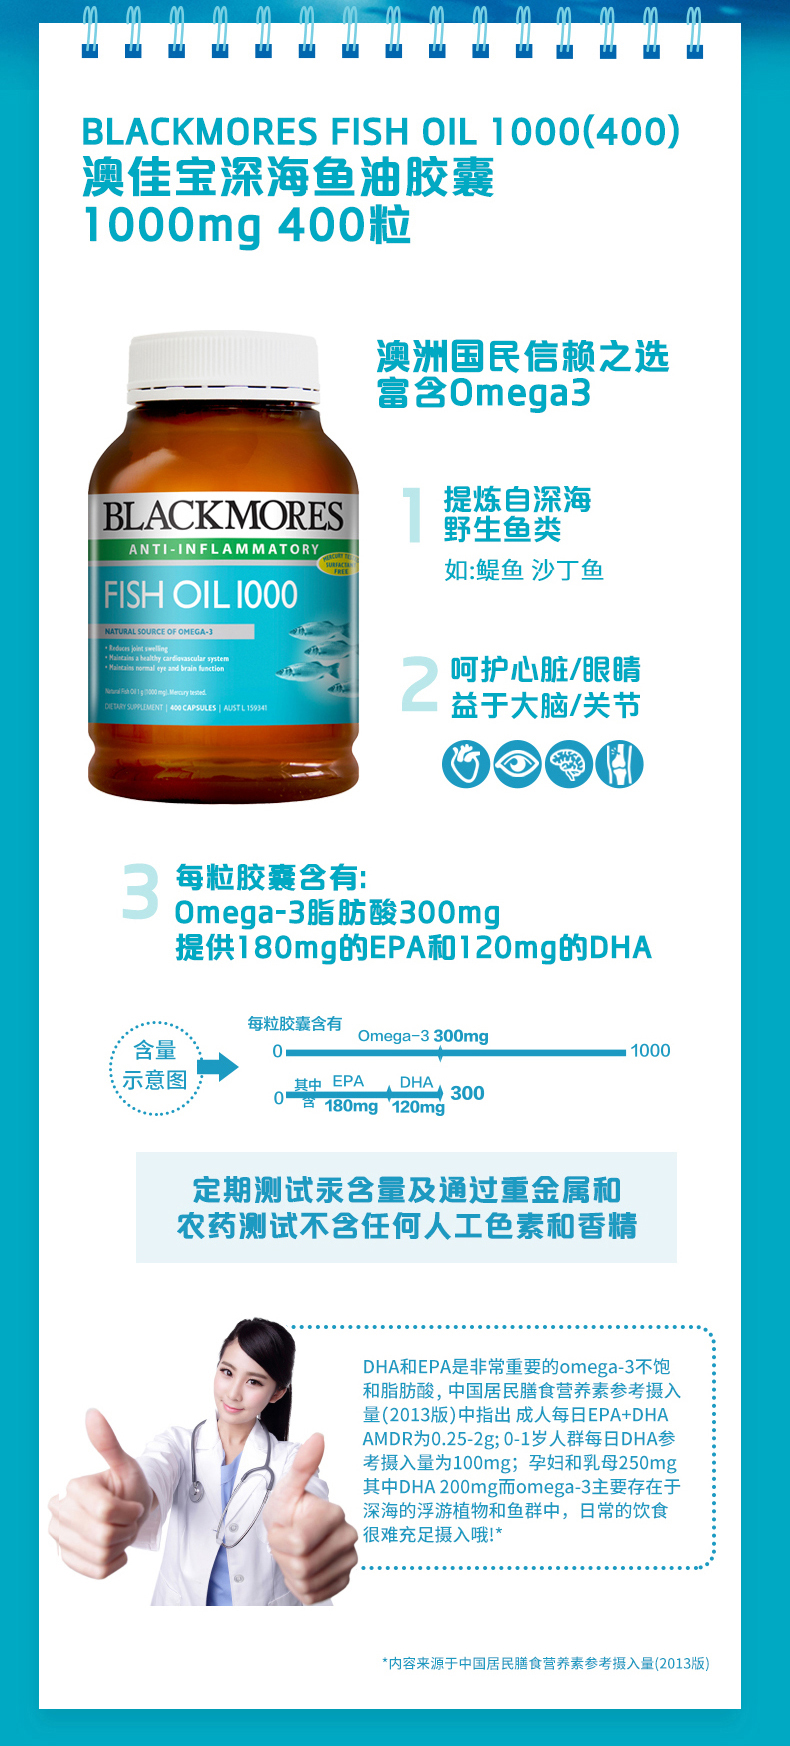 BLACKMORES FISH OIL 1000(400)
澳佳宝深海鱼油胶囊
1000mg 400粒
澳洲国民信赖之选
富含Omega3
BLACKMORES
ANTI-INFLAMMATORY
MERCURY TESTED
SURFACTANT
FREE
FISH OIL 1000
NATURAL SOURCE OF OMEGA-3
• Reduces joint swelling
• Maintains a healthy cardiovascular system
• Maintains normal eye and brain function
Natural Fish Oil 1 g (1000 mg). Mercury tested.
DIETARY SUPPLEMENT | 400 CAPSULES | AUST L 159341
1 提炼自深海
野生鱼类
如:鳀鱼 沙丁鱼
2 呵护心脏/眼睛
益于大脑/关节
3 每粒胶囊含有:
Omega-3脂肪酸300mg
提供180mg的EPA和120mg的DHA
含量
示意图
每粒胶囊含有
Omega-3 300mg
0 1000
其中
含
EPA DHA
0 300
180mg 120mg
定期测试汞含量及通过重金属和
农药测试不含任何人工色素和香精
DHA和EPA是非常重要的omega-3不饱
和脂肪酸, 中国居民膳食营养素参考摄入
量(2013版)中指出 成人每日EPA+DHA
AMDR为0.25-2g; 0-1岁人群每日DHA参
考摄入量为100mg; 孕妇和乳母250mg
其中DHA 200mg而omega-3主要存在于
深海的浮游植物和鱼群中, 日常的饮食
很难充足摄入哦!*
*内容来源于中国居民膳食营养素参考摄入量(2013版)